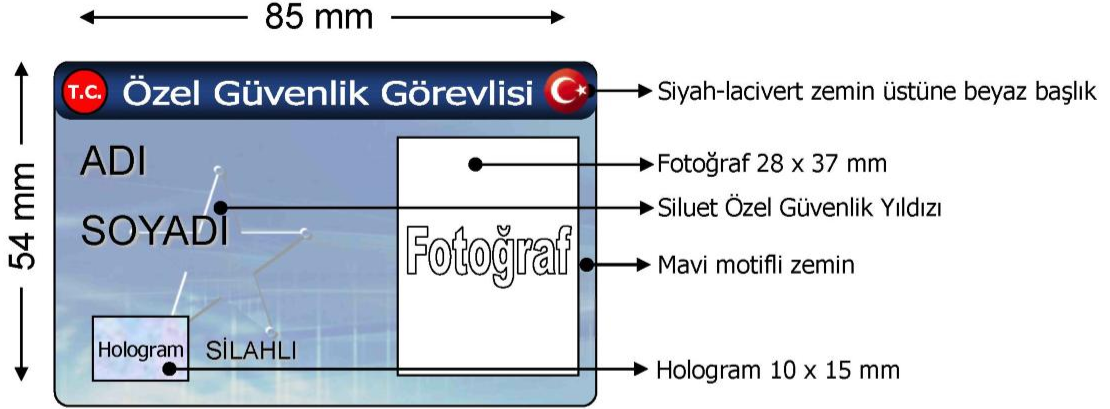 85 mm
54 mm
T.C. Özel Güvenlik Görevlisi
Siyah-lacivert zemin üstüne beyaz başlık
ADI
Fotoğraf 28 x 37 mm
SOYADI
Siluet Özel Güvenlik Yıldızı
Fotoğraf
Mavi motifli zemin
Hologram
SİLAHLI
Hologram 10 x 15 mm